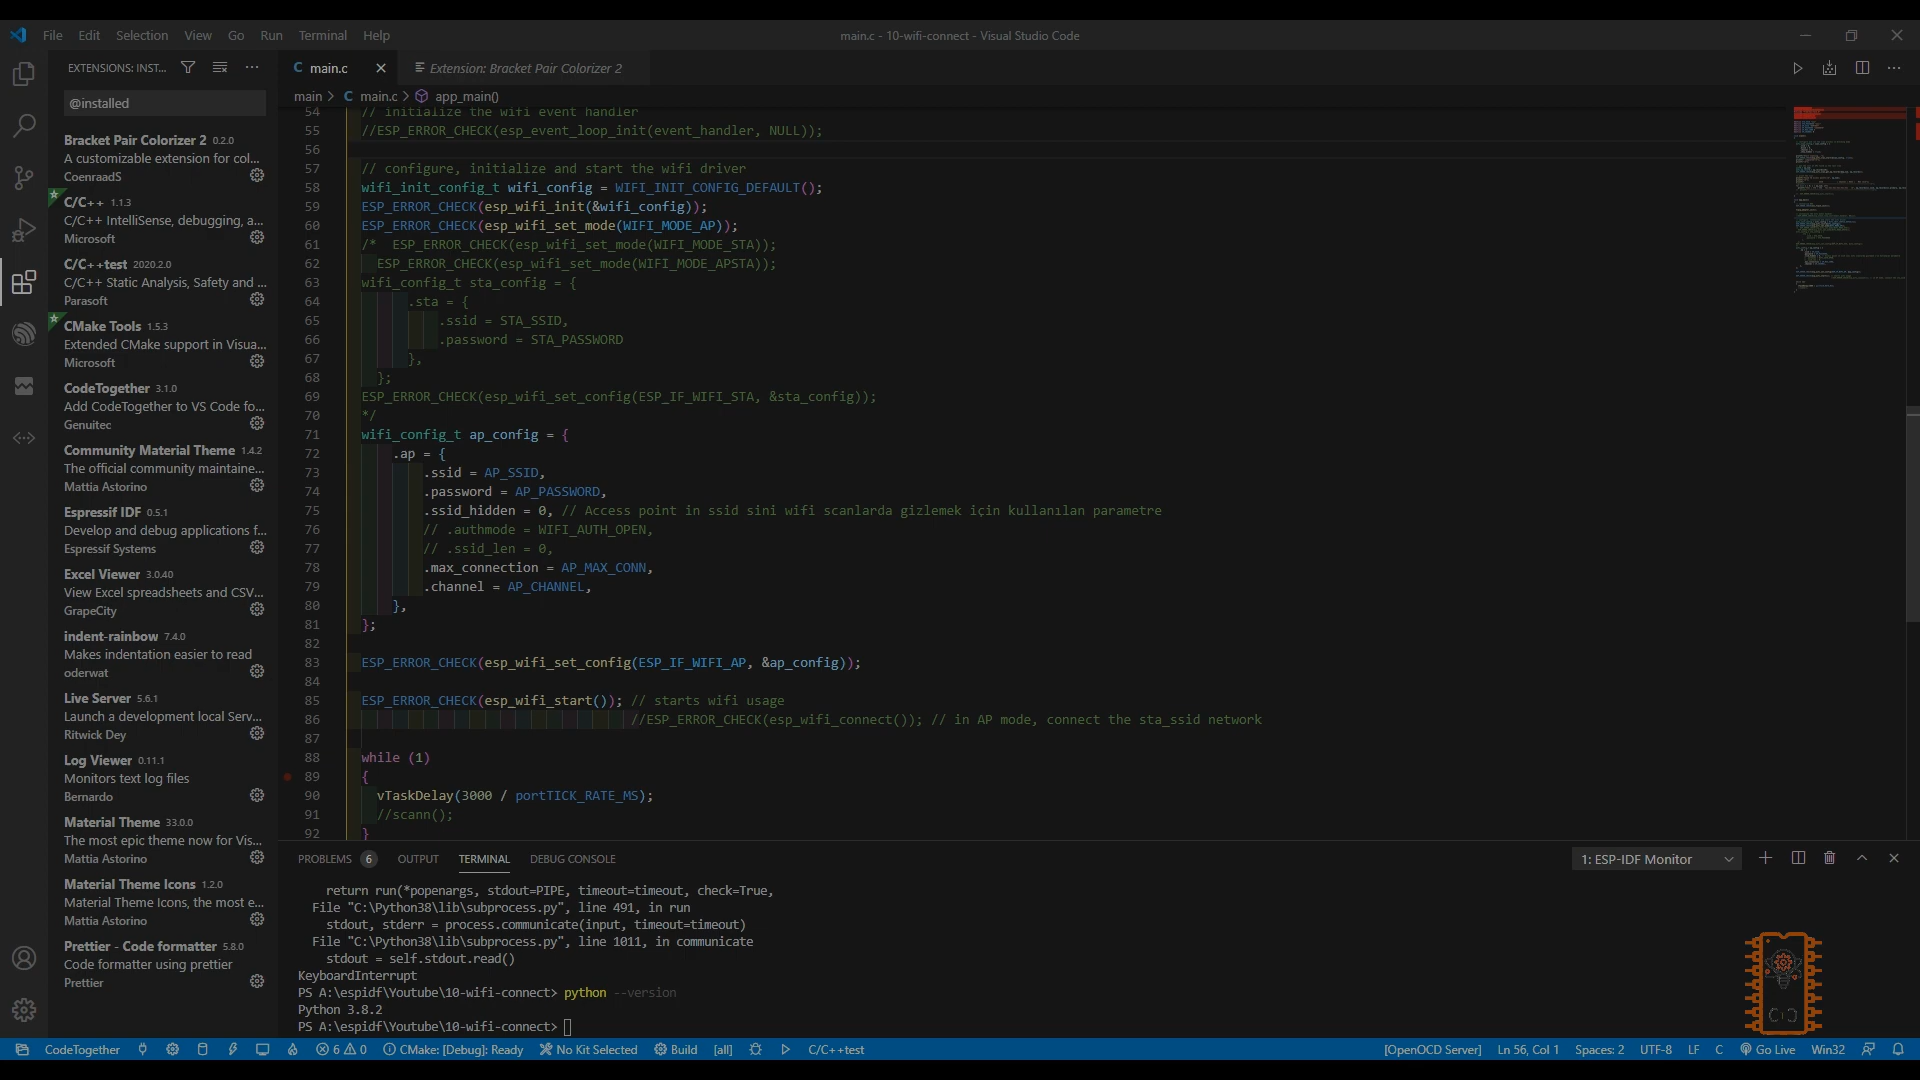 File Edit Selection View Go Run Terminal Help
main.c - 10-wifi-connect - Visual Studio Code
EXTENSIONS: INST...
@installed
Bracket Pair Colorizer 2 0.2.0
A customizable extension for col...
CoenraadS
C/C++ 1.1.3
C/C++ IntelliSense, debugging, a...
Microsoft
C/C++test 2020.2.0
C/C++ Static Analysis, Safety and ...
Parasoft
CMake Tools 1.5.3
Extended CMake support in Visua...
Microsoft
CodeTogether 3.1.0
Add CodeTogether to VS Code fo...
Genuitec
Community Material Theme 1.4.2
The official community maintaine...
Mattia Astorino
Espressif IDF 0.5.1
Develop and debug applications f...
Espressif Systems
Excel Viewer 3.0.40
View Excel spreadsheets and CSV...
GrapeCity
indent-rainbow 7.4.0
Makes indentation easier to read
oderwat
Live Server 5.6.1
Launch a development local Serv...
Ritwick Dey
Log Viewer 0.11.1
Monitors text log files
Bernardo
Material Theme 33.0.0
The most epic theme now for Vis...
Mattia Astorino
Material Theme Icons 1.2.0
Material Theme Icons, the most e...
Mattia Astorino
Prettier - Code formatter 5.8.0
Code formatter using prettier
Prettier
C main.c Extension: Bracket Pair Colorizer 2
main > C main.c > app_main()
54 // initialize the wifi event handler
55 //ESP_ERROR_CHECK(esp_event_loop_init(event_handler, NULL));
56
57 // configure, initialize and start the wifi driver
58 wifi_init_config_t wifi_config = WIFI_INIT_CONFIG_DEFAULT();
59 ESP_ERROR_CHECK(esp_wifi_init(&wifi_config));
60 ESP_ERROR_CHECK(esp_wifi_set_mode(WIFI_MODE_AP));
61 /* ESP_ERROR_CHECK(esp_wifi_set_mode(WIFI_MODE_STA));
62 ESP_ERROR_CHECK(esp_wifi_set_mode(WIFI_MODE_APSTA));
63 wifi_config_t sta_config = {
64 .sta = {
65 .ssid = STA_SSID,
66 .password = STA_PASSWORD
67 },
68 };
69 ESP_ERROR_CHECK(esp_wifi_set_config(ESP_IF_WIFI_STA, &sta_config));
70 */
71 wifi_config_t ap_config = {
72 .ap = {
73 .ssid = AP_SSID,
74 .password = AP_PASSWORD,
75 .ssid_hidden = 0, // Access point in ssid sini wifi scanlarda gizlemek için kullanılan parametre
76 // .authmode = WIFI_AUTH_OPEN,
77 // .ssid_len = 0,
78 .max_connection = AP_MAX_CONN,
79 .channel = AP_CHANNEL,
80 },
81 };
82
83 ESP_ERROR_CHECK(esp_wifi_set_config(ESP_IF_WIFI_AP, &ap_config));
84
85 ESP_ERROR_CHECK(esp_wifi_start()); // starts wifi usage
86 //ESP_ERROR_CHECK(esp_wifi_connect()); // in AP mode, connect the sta_ssid network
87
88 while (1)
89 {
90 vTaskDelay(3000 / portTICK_RATE_MS);
91 //scann();
92 }
PROBLEMS 6 OUTPUT TERMINAL DEBUG CONSOLE
1: ESP-IDF Monitor
return run(*popenargs, stdout=PIPE, timeout=timeout, check=True,
File "C:\Python38\lib\subprocess.py", line 491, in run
stdout, stderr = process.communicate(input, timeout=timeout)
File "C:\Python38\lib\subprocess.py", line 1011, in communicate
stdout = self.stdout.read()
KeyboardInterrupt
PS A:\espidf\Youtube\10-wifi-connect> python --version
Python 3.8.2
PS A:\espidf\Youtube\10-wifi-connect>
CodeTogether 6 0 CMake: [Debug]: Ready No Kit Selected Build [all] C/C++test
[OpenOCD Server] Ln 56, Col 1 Spaces: 2 UTF-8 LF C Go Live Win32